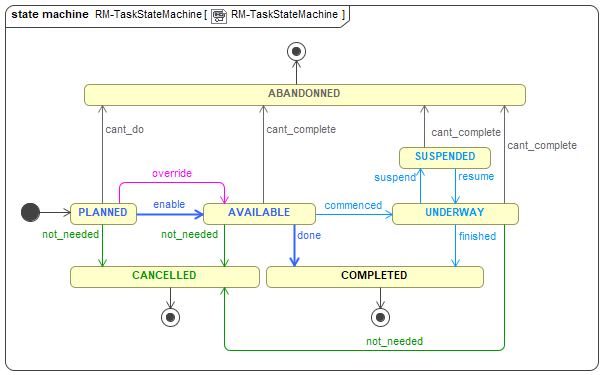 state machine RM-TaskStateMachine [ RM-TaskStateMachine ]
ABANDONNED
cant_do
cant_complete
cant_complete
cant_complete
SUSPENDED
override
suspend
resume
PLANNED
enable
AVAILABLE
commenced
UNDERWAY
not_needed
not_needed
done
finished
CANCELLED
COMPLETED
not_needed